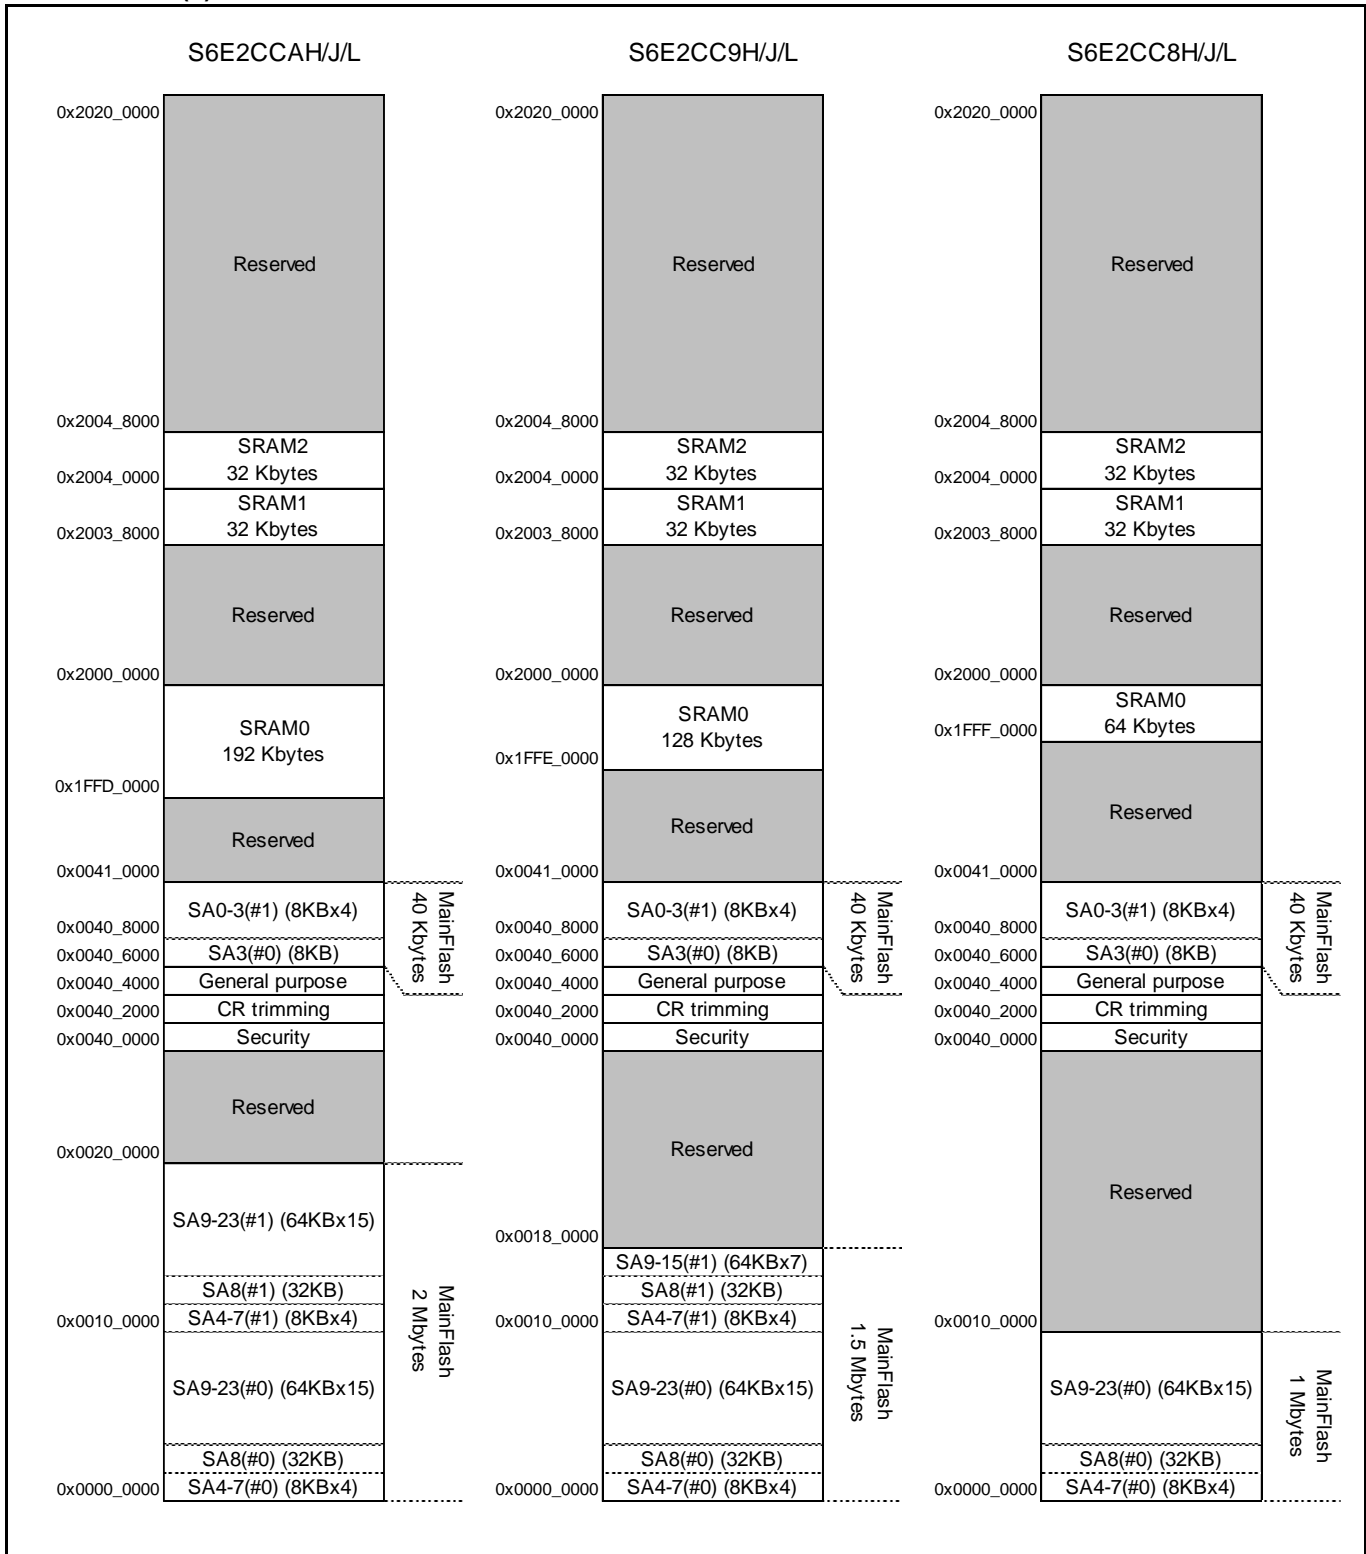 S6E2CCAH/J/L
0x2020_0000
Reserved
0x2004_8000
SRAM2
32 Kbytes
0x2004_0000
SRAM1
32 Kbytes
0x2003_8000
Reserved
0x2000_0000
SRAM0
192 Kbytes
0x1FFD_0000
Reserved
0x0041_0000
SA0-3(#1) (8KBx4)
0x0040_8000
SA3(#0) (8KB)
0x0040_6000
General purpose
0x0040_4000
CR trimming
0x0040_2000
Security
0x0040_0000
MainFlash
40 Kbytes
Reserved
0x0020_0000
SA9-23(#1) (64KBx15)
SA8(#1) (32KB)
SA4-7(#1) (8KBx4)
0x0010_0000
SA9-23(#0) (64KBx15)
SA8(#0) (32KB)
SA4-7(#0) (8KBx4)
0x0000_0000
MainFlash
2 Mbytes
S6E2CC9H/J/L
0x2020_0000
Reserved
0x2004_8000
SRAM2
32 Kbytes
0x2004_0000
SRAM1
32 Kbytes
0x2003_8000
Reserved
0x2000_0000
SRAM0
128 Kbytes
0x1FFE_0000
Reserved
0x0041_0000
SA0-3(#1) (8KBx4)
0x0040_8000
SA3(#0) (8KB)
0x0040_6000
General purpose
0x0040_4000
CR trimming
0x0040_2000
Security
0x0040_0000
MainFlash
40 Kbytes
Reserved
0x0018_0000
SA9-15(#1) (64KBx7)
SA8(#1) (32KB)
SA4-7(#1) (8KBx4)
0x0010_0000
SA9-23(#0) (64KBx15)
SA8(#0) (32KB)
SA4-7(#0) (8KBx4)
0x0000_0000
MainFlash
1.5 Mbytes
S6E2CC8H/J/L
0x2020_0000
Reserved
0x2004_8000
SRAM2
32 Kbytes
0x2004_0000
SRAM1
32 Kbytes
0x2003_8000
Reserved
0x2000_0000
SRAM0
64 Kbytes
0x1FFF_0000
Reserved
0x0041_0000
SA0-3(#1) (8KBx4)
0x0040_8000
SA3(#0) (8KB)
0x0040_6000
General purpose
0x0040_4000
CR trimming
0x0040_2000
Security
0x0040_0000
MainFlash
40 Kbytes
Reserved
0x0010_0000
SA9-23(#0) (64KBx15)
SA8(#0) (32KB)
SA4-7(#0) (8KBx4)
0x0000_0000
MainFlash
1 Mbytes